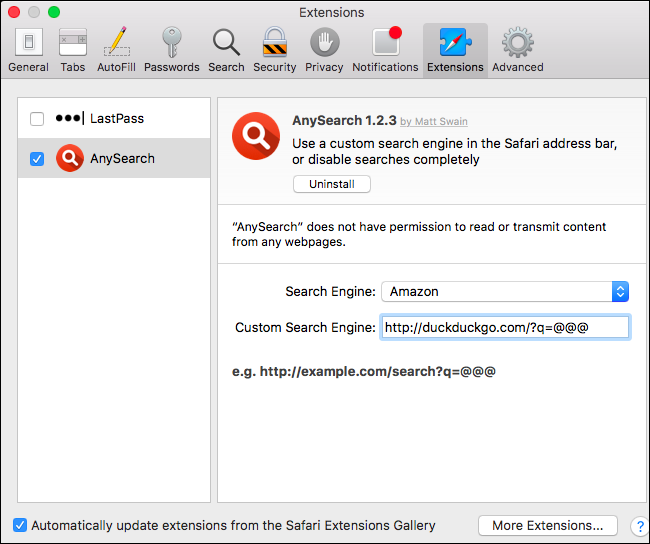 Extensions
General Tabs AutoFill Passwords Search Security Privacy Notifications Extensions Advanced
LastPass
AnySearch
AnySearch 1.2.3 by Matt Swain
Use a custom search engine in the Safari address bar,
or disable searches completely
Uninstall
“AnySearch” does not have permission to read or transmit content
from any webpages.
Search Engine: Amazon
Custom Search Engine: http://duckduckgo.com/?q=@@@
e.g. http://example.com/search?q=@@@
Automatically update extensions from the Safari Extensions Gallery
More Extensions...
?